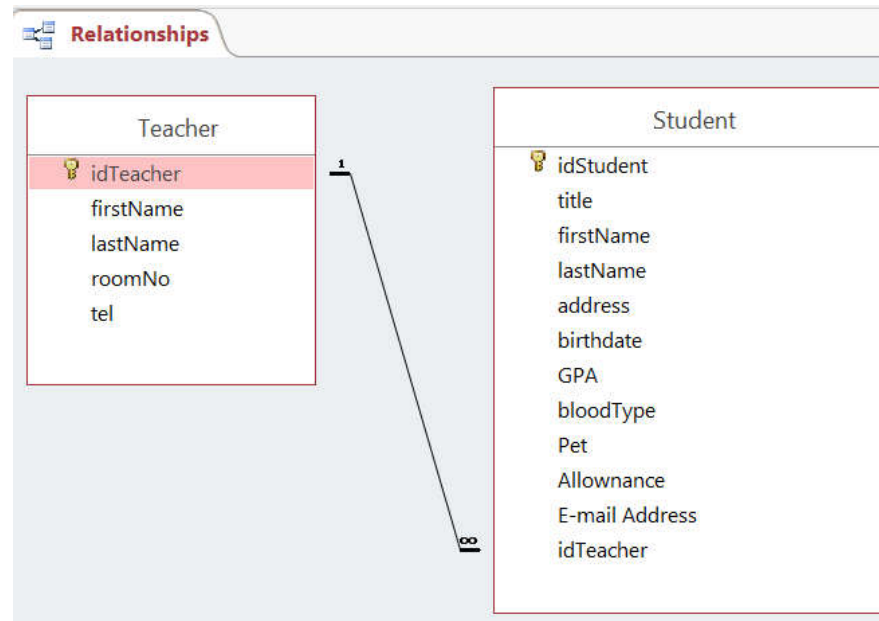 Relationships
Teacher
idTeacher
firstName
lastName
roomNo
tel
1
∞
Student
idStudent
title
firstName
lastName
address
birthdate
GPA
bloodType
Pet
Allownance
E-mail Address
idTeacher